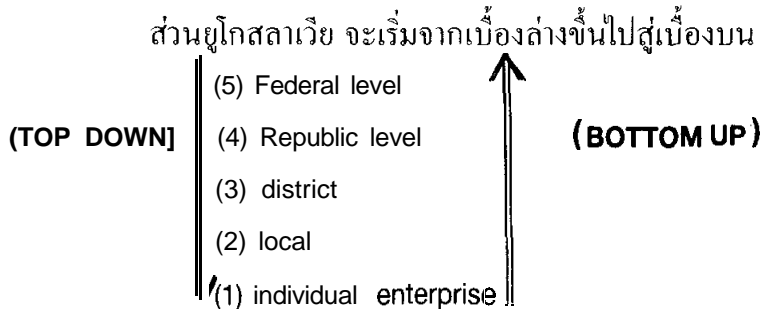 ส่วนยูโกสลาเวีย จะเริ่มจากเบื้องล่างขึ้นไปสู่เบื้องบน
(5) Federal level
(TOP DOWN] (4) Republic level (BOTTOM UP)
(3) district
(2) local
(1) individual enterprise